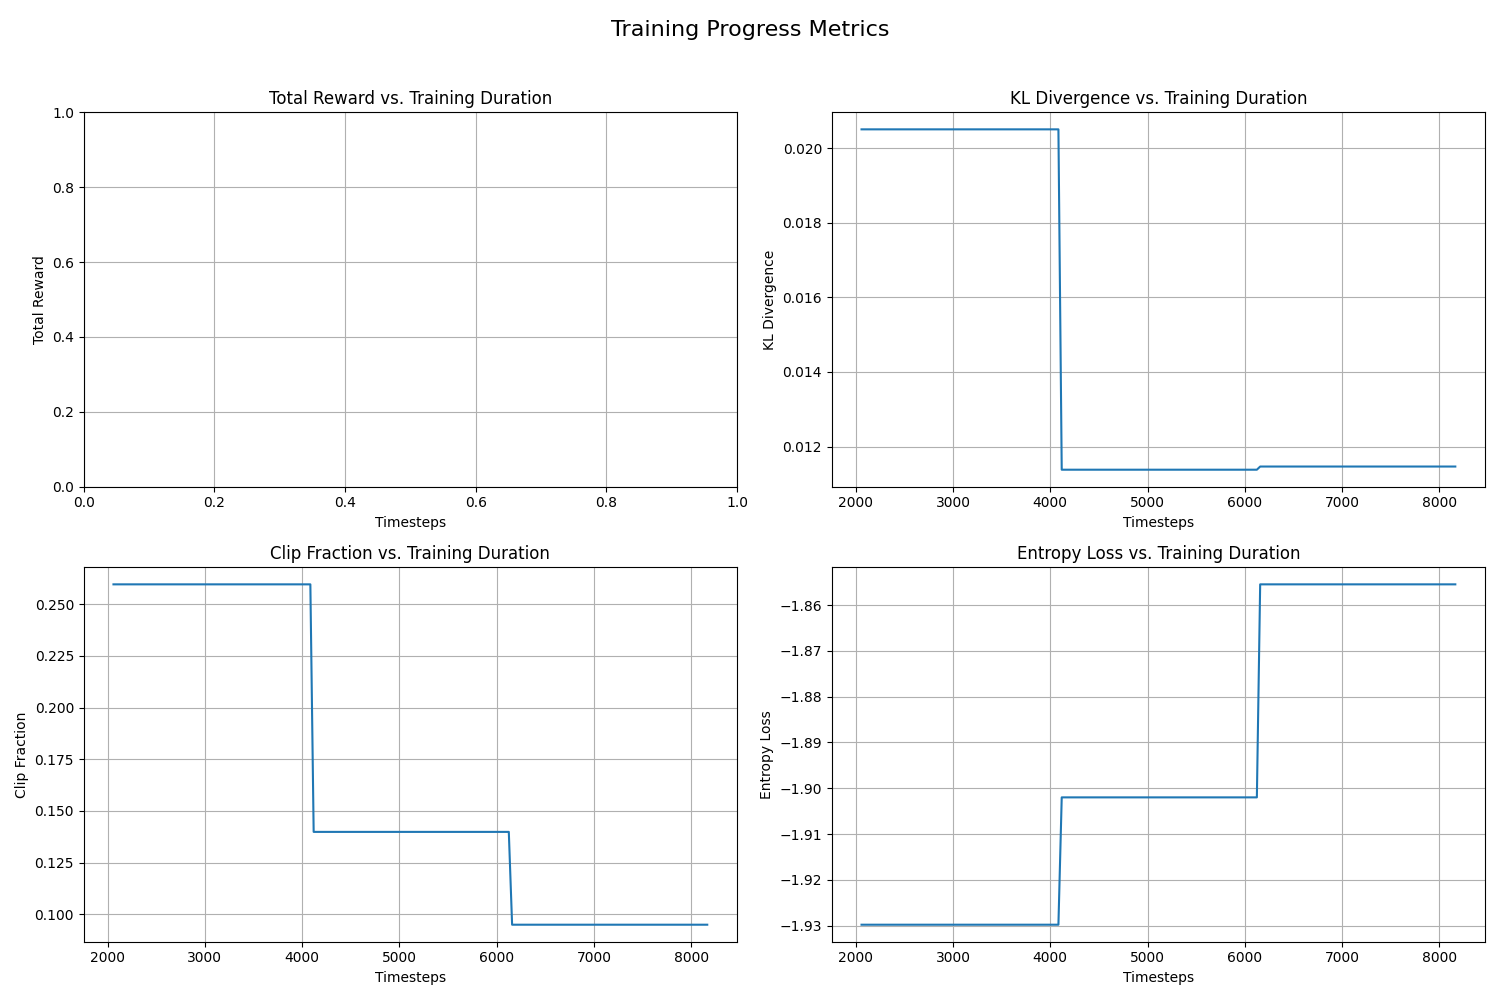 Training Progress Metrics
Total Reward vs. Training Duration
1.0
0.8
0.6
0.4
0.2
0.0
Total Reward
0.0 0.2 0.4 0.6 0.8 1.0
Timesteps
KL Divergence vs. Training Duration
0.020
0.018
0.016
0.014
0.012
KL Divergence
2000 3000 4000 5000 6000 7000 8000
Timesteps
Clip Fraction vs. Training Duration
0.250
0.225
0.200
0.175
0.150
0.125
0.100
Clip Fraction
2000 3000 4000 5000 6000 7000 8000
Timesteps
Entropy Loss vs. Training Duration
−1.86
−1.87
−1.88
−1.89
−1.90
−1.91
−1.92
−1.93
Entropy Loss
2000 3000 4000 5000 6000 7000 8000
Timesteps